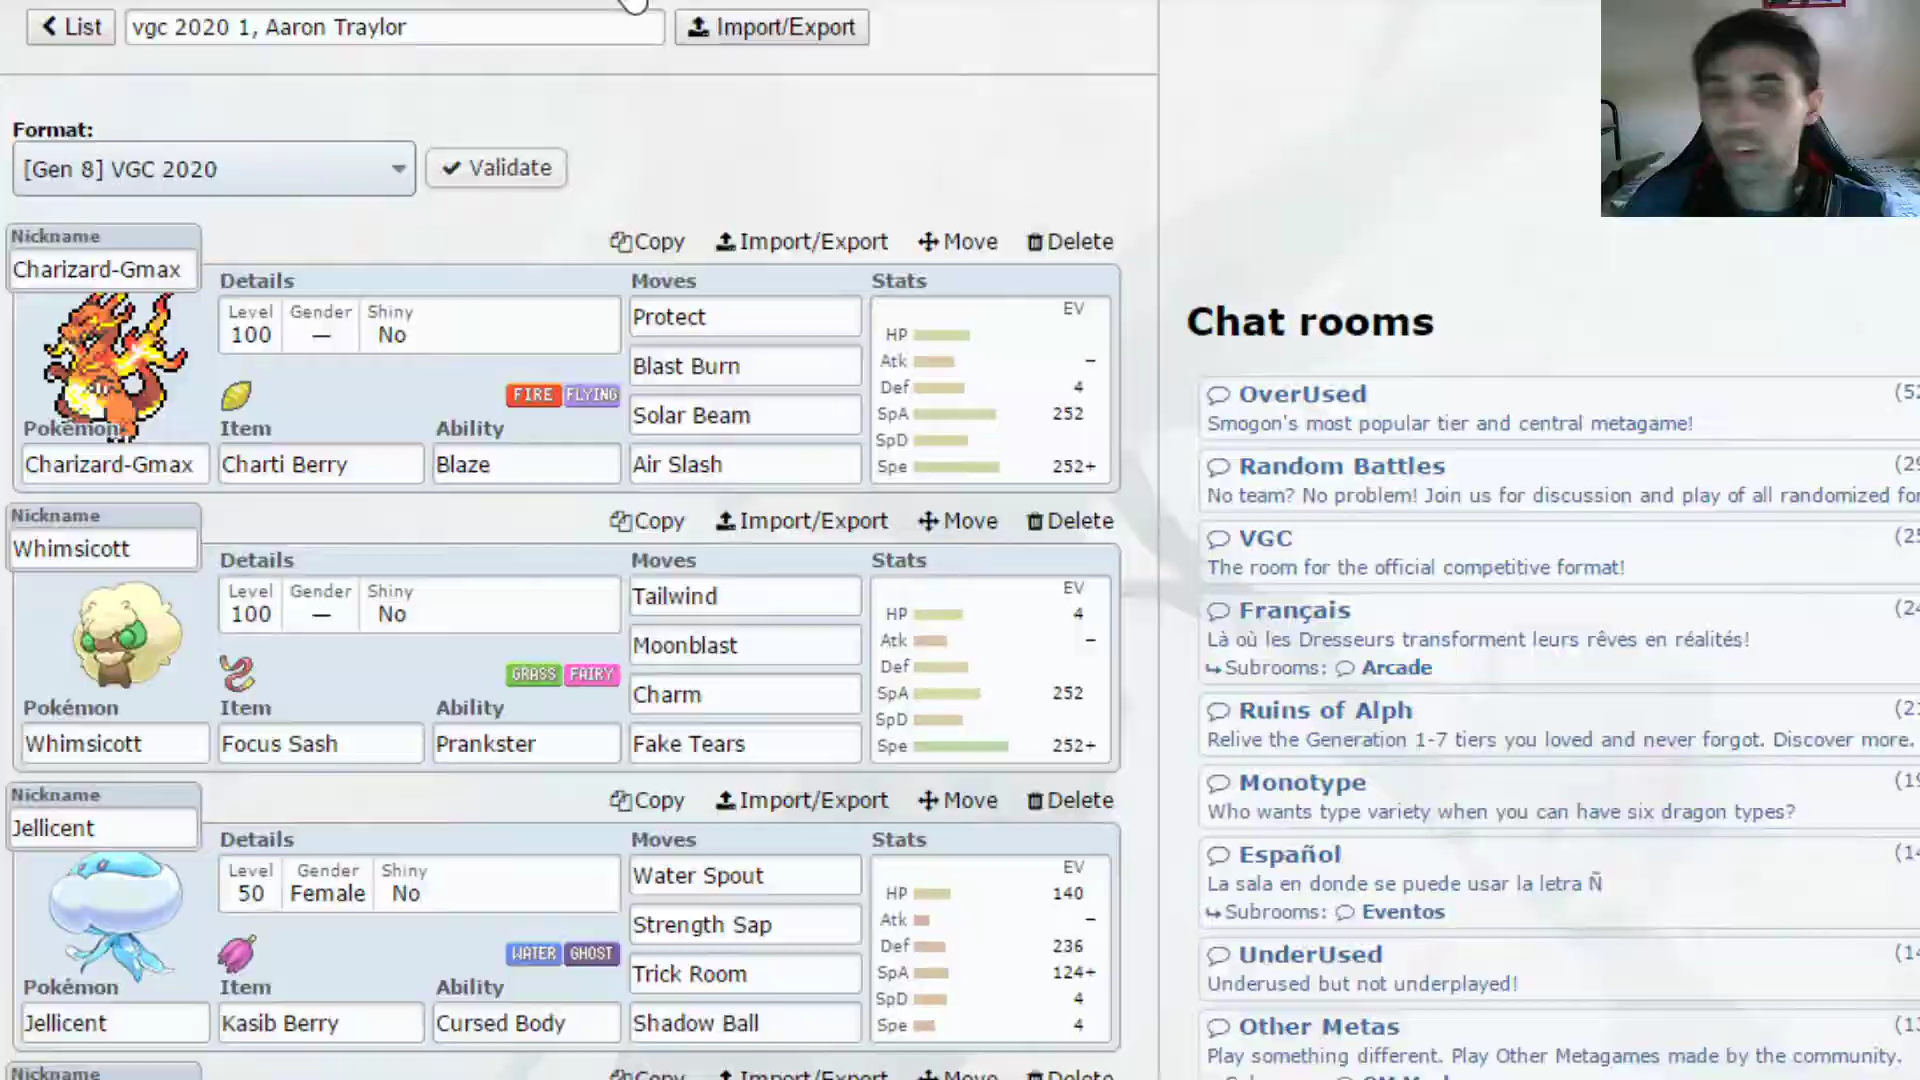 List
vgc 2020 1, Aaron Traylor
Import/Export
Format:
[Gen 8] VGC 2020
Validate
Nickname
Charizard-Gmax
Copy Import/Export Move Delete
Details
Moves
Stats
Level Gender Shiny
100 — No
FIRE FLYING
Pokémon Item Ability
Charizard-Gmax Charti Berry Blaze
Protect
Blast Burn
Solar Beam
Air Slash
EV
HP
Atk –
Def 4
SpA 252
SpD
Spe 252+
Nickname
Whimsicott
Copy Import/Export Move Delete
Details
Moves
Stats
Level Gender Shiny
100 — No
GRASS FAIRY
Pokémon Item Ability
Whimsicott Focus Sash Prankster
Tailwind
Moonblast
Charm
Fake Tears
EV
HP 4
Atk –
Def
SpA 252
SpD
Spe 252+
Nickname
Jellicent
Copy Import/Export Move Delete
Details
Moves
Stats
Level Gender Shiny
50 Female No
WATER GHOST
Pokémon Item Ability
Jellicent Kasib Berry Cursed Body
Water Spout
Strength Sap
Trick Room
Shadow Ball
EV
HP 140
Atk –
Def 236
SpA 124+
SpD 4
Spe 4
Nickname
Copy Import/Export Move Delete
Chat rooms
OverUsed
Smogon's most popular tier and central metagame!
Random Battles
No team? No problem! Join us for discussion and play of all randomized
VGC
The room for the official competitive format!
Français
Là où les Dresseurs transforment leurs rêves en réalités!
↳Subrooms: Arcade
Ruins of Alph
Relive the Generation 1-7 tiers you loved and never forgot. Discover more.
Monotype
Who wants type variety when you can have six dragon types?
Español
La sala en donde se puede usar la letra Ñ
↳Subrooms: Eventos
UnderUsed
Underused but not underplayed!
Other Metas
Play something different. Play Other Metagames made by the community.